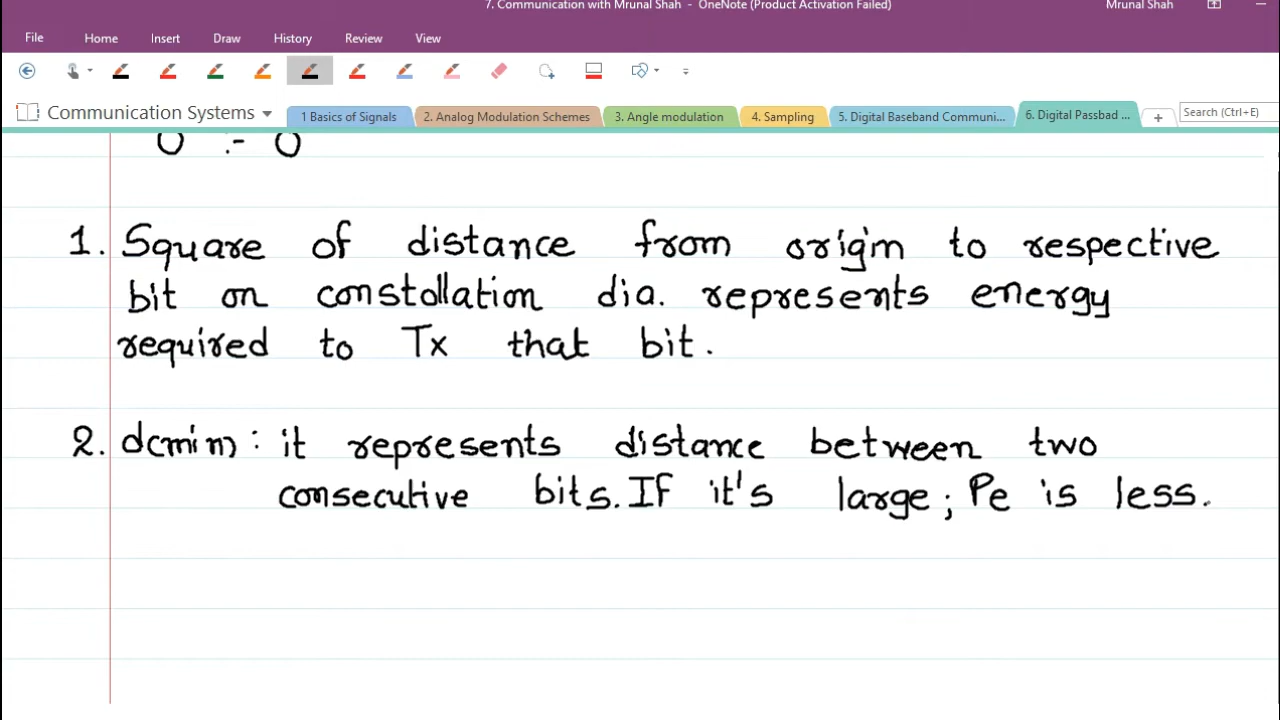 7. Communication with Mrunal Shah - OneNote (Product Activation Failed) Mrunal Shah
File Home Insert Draw History Review View
Communication Systems
1 Basics of Signals 2. Analog Modulation Schemes 3. Angle modulation 4. Sampling 5. Digital Baseband Communi... 6. Digital Passbad ... + Search (Ctrl+E)
0 :- 0
1. Square of distance from origin to respective
bit on constollation dia. represents energy
required to Tx that bit.
2. dcmin : it represents distance between two
consecutive bits. If it's large; Pe is less.